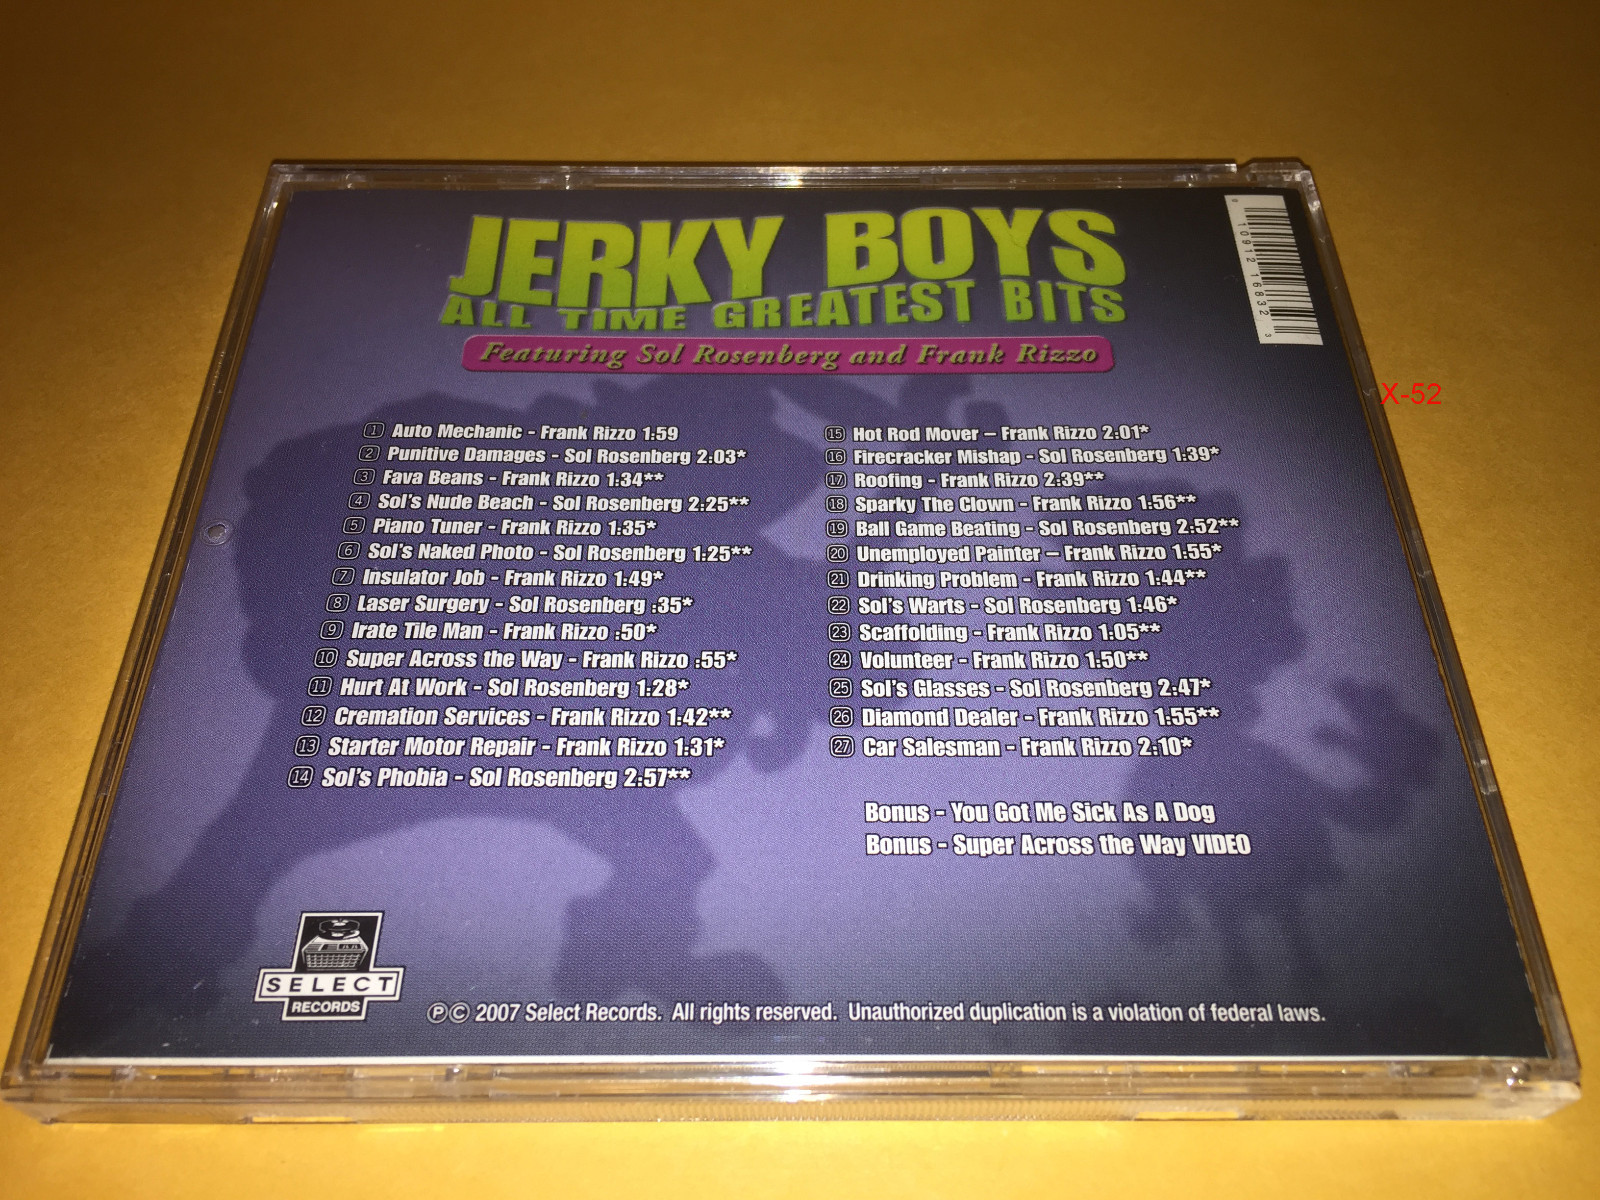 JERKY BOYS
ALL TIME GREATEST BITS
Featuring Sol Rosenberg and Frank Rizzo
0 10912 16832 3
X-52
1 Auto Mechanic - Frank Rizzo 1:59
2 Punitive Damages - Sol Rosenberg 2:03*
3 Fava Beans - Frank Rizzo 1:34**
4 Sol's Nude Beach - Sol Rosenberg 2:25**
5 Piano Tuner - Frank Rizzo 1:35*
6 Sol's Naked Photo - Sol Rosenberg 1:25**
7 Insulator Job - Frank Rizzo 1:49*
8 Laser Surgery - Sol Rosenberg :35*
9 Irate Tile Man - Frank Rizzo :50*
10 Super Across the Way - Frank Rizzo :55*
11 Hurt At Work - Sol Rosenberg 1:28*
12 Cremation Services - Frank Rizzo 1:42**
13 Starter Motor Repair - Frank Rizzo 1:31*
14 Sol's Phobia - Sol Rosenberg 2:57**
15 Hot Rod Mover – Frank Rizzo 2:01*
16 Firecracker Mishap - Sol Rosenberg 1:39*
17 Roofing - Frank Rizzo 2:39**
18 Sparky The Clown - Frank Rizzo 1:56**
19 Ball Game Beating - Sol Rosenberg 2:52**
20 Unemployed Painter – Frank Rizzo 1:55*
21 Drinking Problem - Frank Rizzo 1:44**
22 Sol's Warts - Sol Rosenberg 1:46*
23 Scaffolding - Frank Rizzo 1:05**
24 Volunteer - Frank Rizzo 1:50**
25 Sol's Glasses - Sol Rosenberg 2:47*
26 Diamond Dealer - Frank Rizzo 1:55**
27 Car Salesman - Frank Rizzo 2:10*
Bonus - You Got Me Sick As A Dog
Bonus - Super Across the Way VIDEO
SELECT
RECORDS
℗© 2007 Select Records. All rights reserved. Unauthorized duplication is a violation of federal laws.